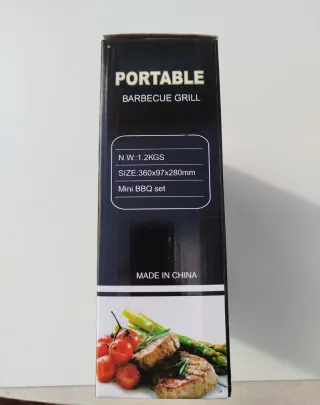 PORTABLE
BARBECUE GRILL
N.W.:1.2KGS
SIZE:360x97x280mm
Mini BBQ set
MADE IN CHINA